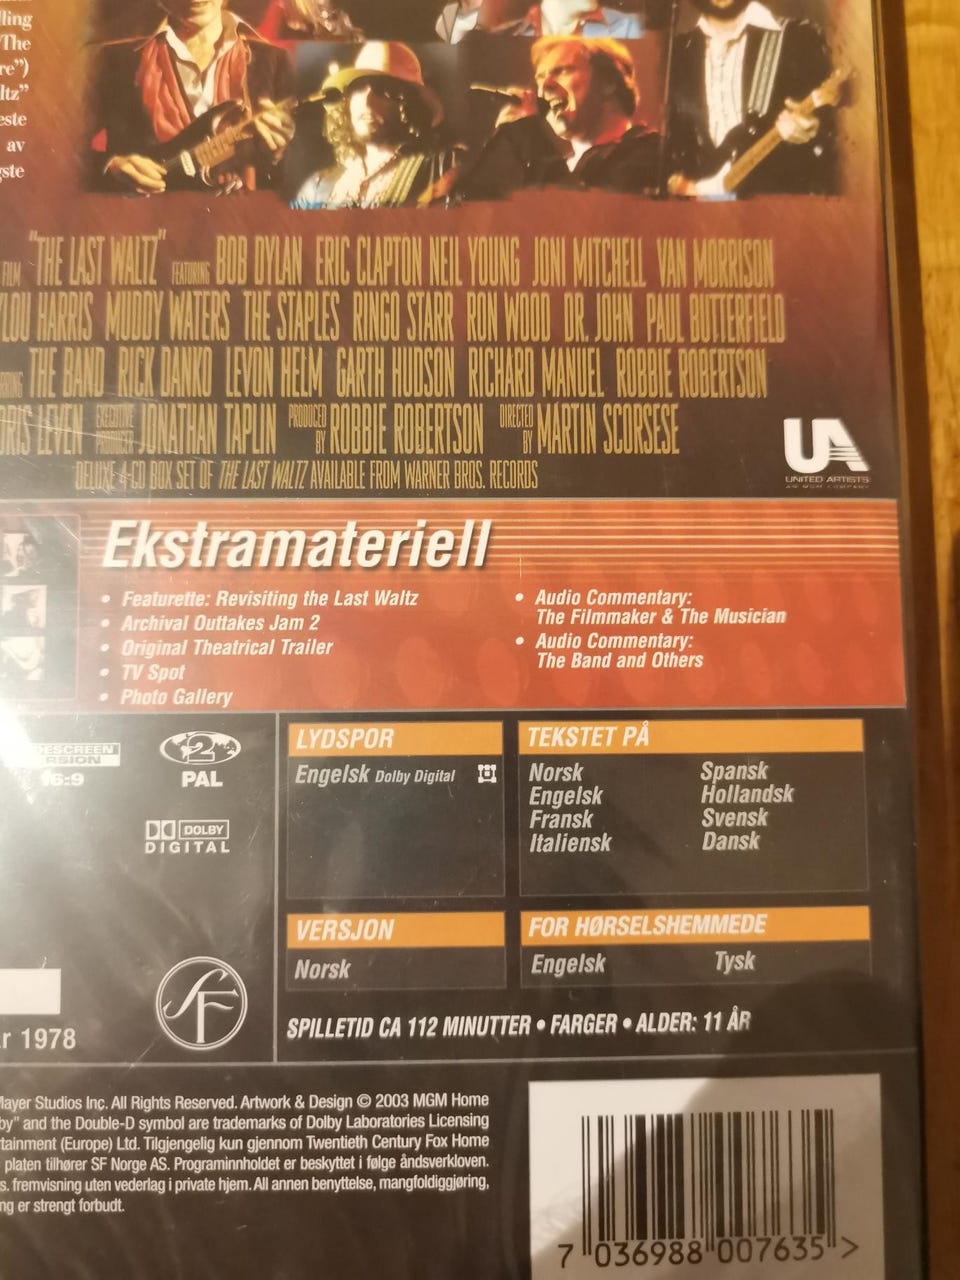 lling
"The
re")
ltz"
este
av
gste
FILM "THE LAST WALTZ" FEATURING BOB DYLAN ERIC CLAPTON NEIL YOUNG JONI MITCHELL VAN MORRISON
YLOU HARRIS MUDDY WATERS THE STAPLES RINGO STARR RON WOOD DR. JOHN PAUL BUTTERFIELD
THE BAND RICK DANKO LEVON HELM GARTH HUDSON RICHARD MANUEL ROBBIE ROBERTSON
ORIS LEVEN EXECUTIVE PRODUCER JONATHAN TAPLIN PRODUCED BY ROBBIE ROBERTSON DIRECTED BY MARTIN SCORSESE
DELUXE 4-CD BOX SET OF THE LAST WALTZ AVAILABLE FROM WARNER BROS. RECORDS
UA
UNITED ARTISTS
AN MGM COMPANY
Ekstramateriell
• Featurette: Revisiting the Last Waltz
• Archival Outtakes Jam 2
• Original Theatrical Trailer
• TV Spot
• Photo Gallery
• Audio Commentary:
The Filmmaker & The Musician
• Audio Commentary:
The Band and Others
DESCREEN
RSION
16:9
2
PAL
DOLBY
DIGITAL
LYDSPOR
Engelsk Dolby Digital
TEKSTET PÅ
Norsk Spansk
Engelsk Hollandsk
Fransk Svensk
Italiensk Dansk
VERSJON
Norsk
FOR HØRSELSHEMMEDE
Engelsk Tysk
SF
r 1978
SPILLETID CA 112 MINUTTER • FARGER • ALDER: 11 ÅR
Mayer Studios Inc. All Rights Reserved. Artwork & Design © 2003 MGM Home
by" and the Double-D symbol are trademarks of Dolby Laboratories Licensing
rtainment (Europe) Ltd. Tilgjengelig kun gjennom Twentieth Century Fox Home
platen tilhører SF Norge AS. Programinnholdet er beskyttet i følge åndsverkloven.
s. fremvisning uten vederlag i private hjem. All annen benyttelse, mangfoldiggjøring,
ng er strengt forbudt.
7 036988 007635 >